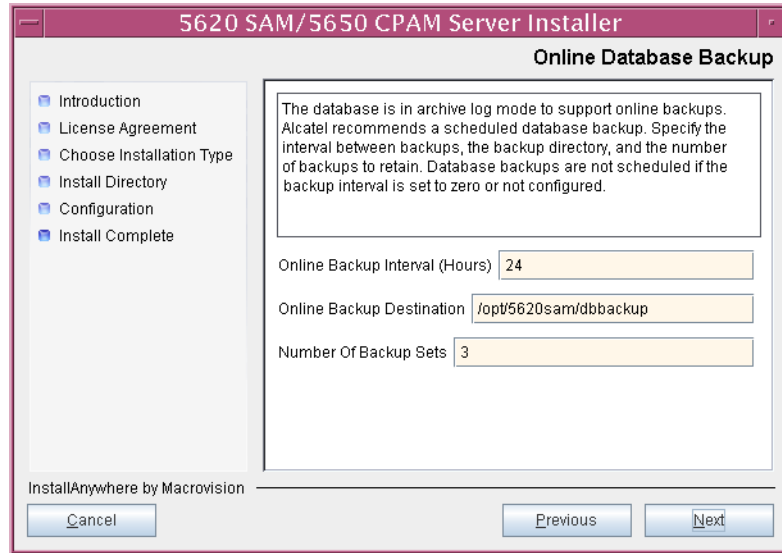 5620 SAM/5650 CPAM Server Installer
Online Database Backup
Introduction
License Agreement
Choose Installation Type
Install Directory
Configuration
Install Complete
The database is in archive log mode to support online backups.
Alcatel recommends a scheduled database backup. Specify the
interval between backups, the backup directory, and the number
of backups to retain. Database backups are not scheduled if the
backup interval is set to zero or not configured.
Online Backup Interval (Hours) 24
Online Backup Destination /opt/5620sam/dbbackup
Number Of Backup Sets 3
InstallAnywhere by Macrovision
Cancel Previous Next